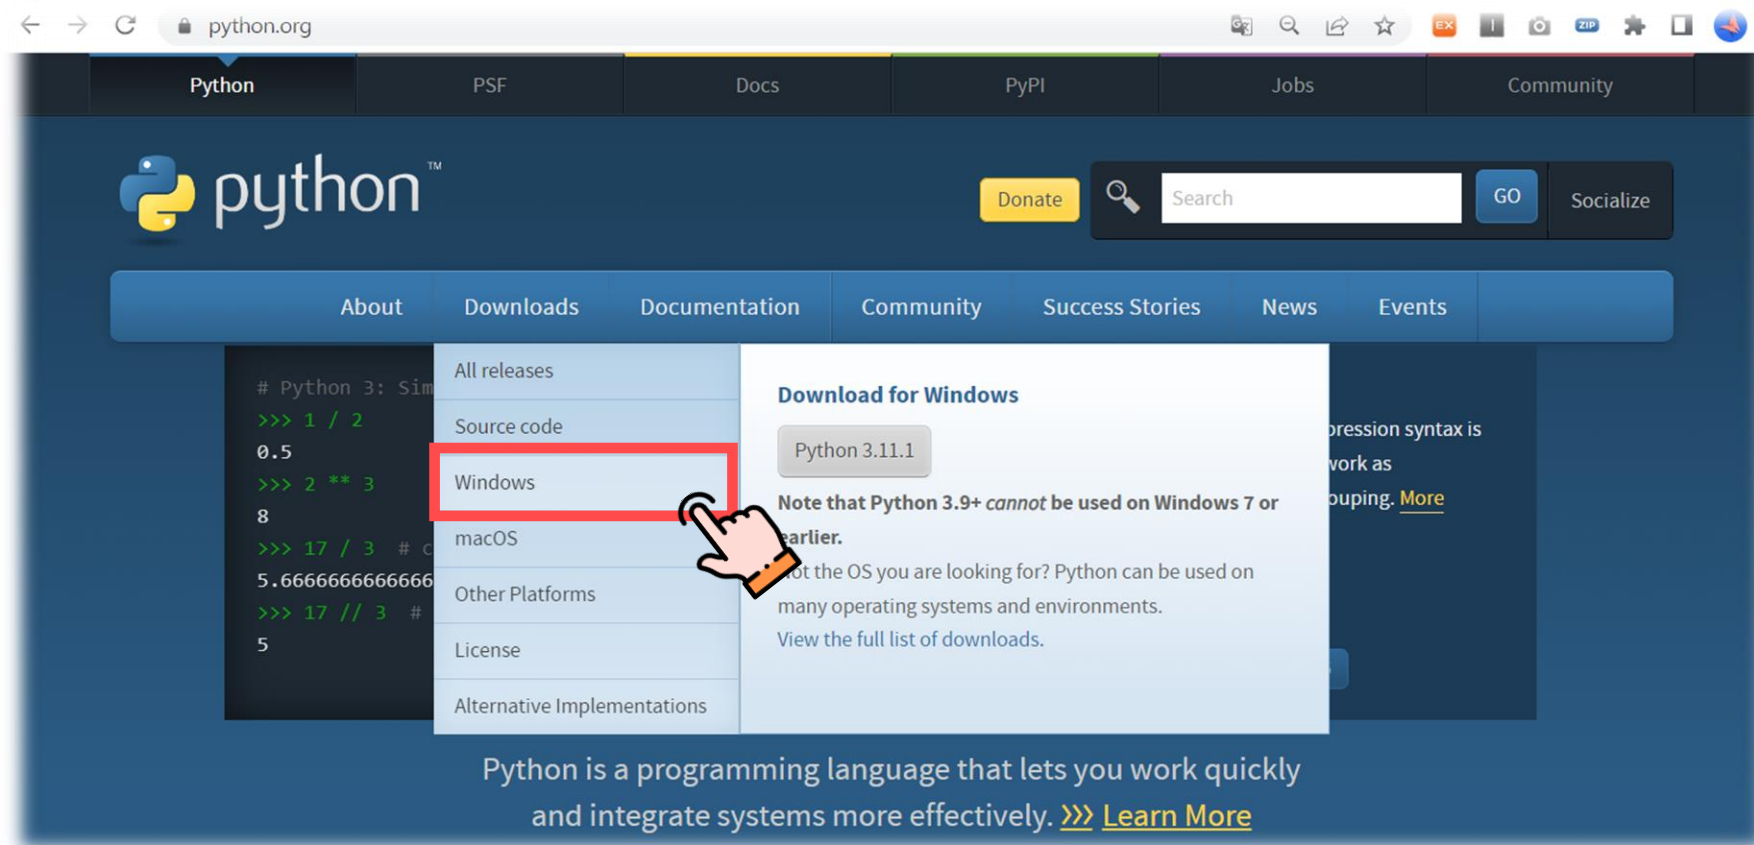 python.org
EX
ZIP
Python PSF Docs PyPI Jobs Community
python™
Donate
Search
GO
Socialize
About Downloads Documentation Community Success Stories News Events
# Python 3: Sim
>>> 1 / 2
0.5
>>> 2 ** 3
8
>>> 17 / 3 # c
5.6666666666666
>>> 17 // 3 #
5
All releases
Source code
Windows
macOS
Other Platforms
License
Alternative Implementations
Download for Windows
Python 3.11.1
Note that Python 3.9+ cannot be used on Windows 7 or
earlier.
Not the OS you are looking for? Python can be used on
many operating systems and environments.
View the full list of downloads.
pression syntax is
work as
ouping. More
Python is a programming language that lets you work quickly
and integrate systems more effectively. >>> Learn More